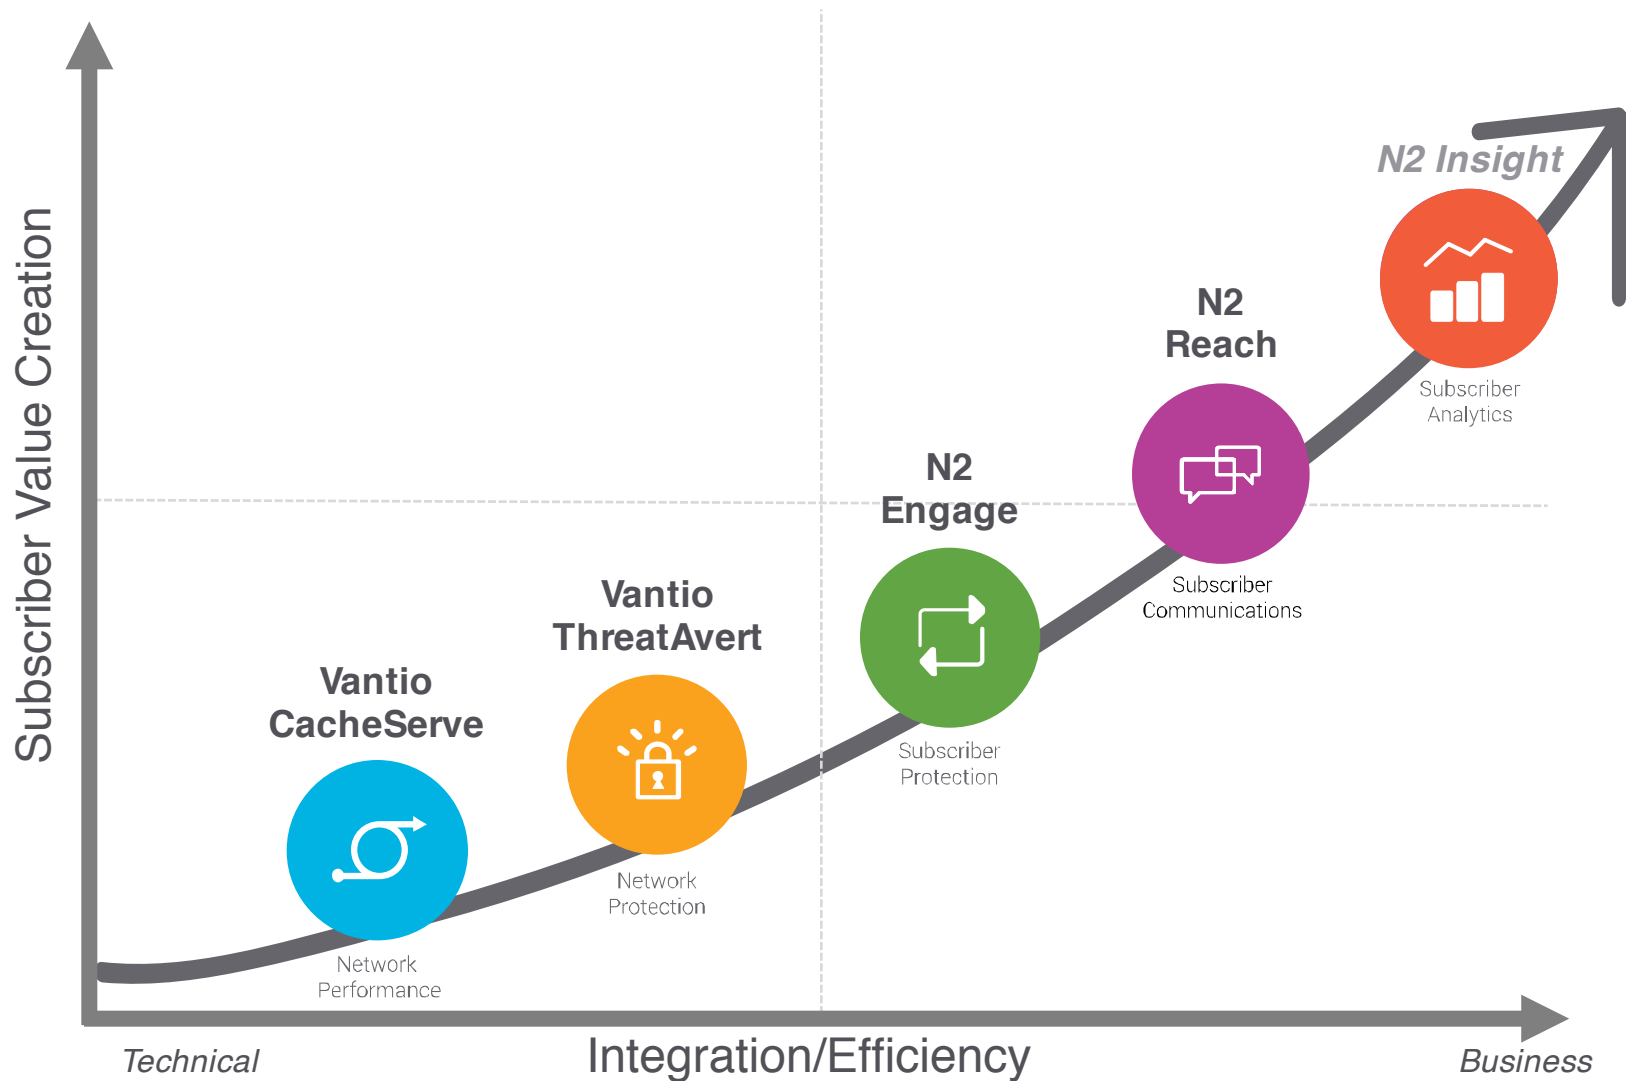 Subscriber Value Creation
N2 Insight
Subscriber
Analytics
N2
Reach
Subscriber
Communications
N2
Engage
Subscriber
Protection
Vantio
ThreatAvert
Network
Protection
Vantio
CacheServe
Network
Performance
Technical
Integration/Efficiency
Business